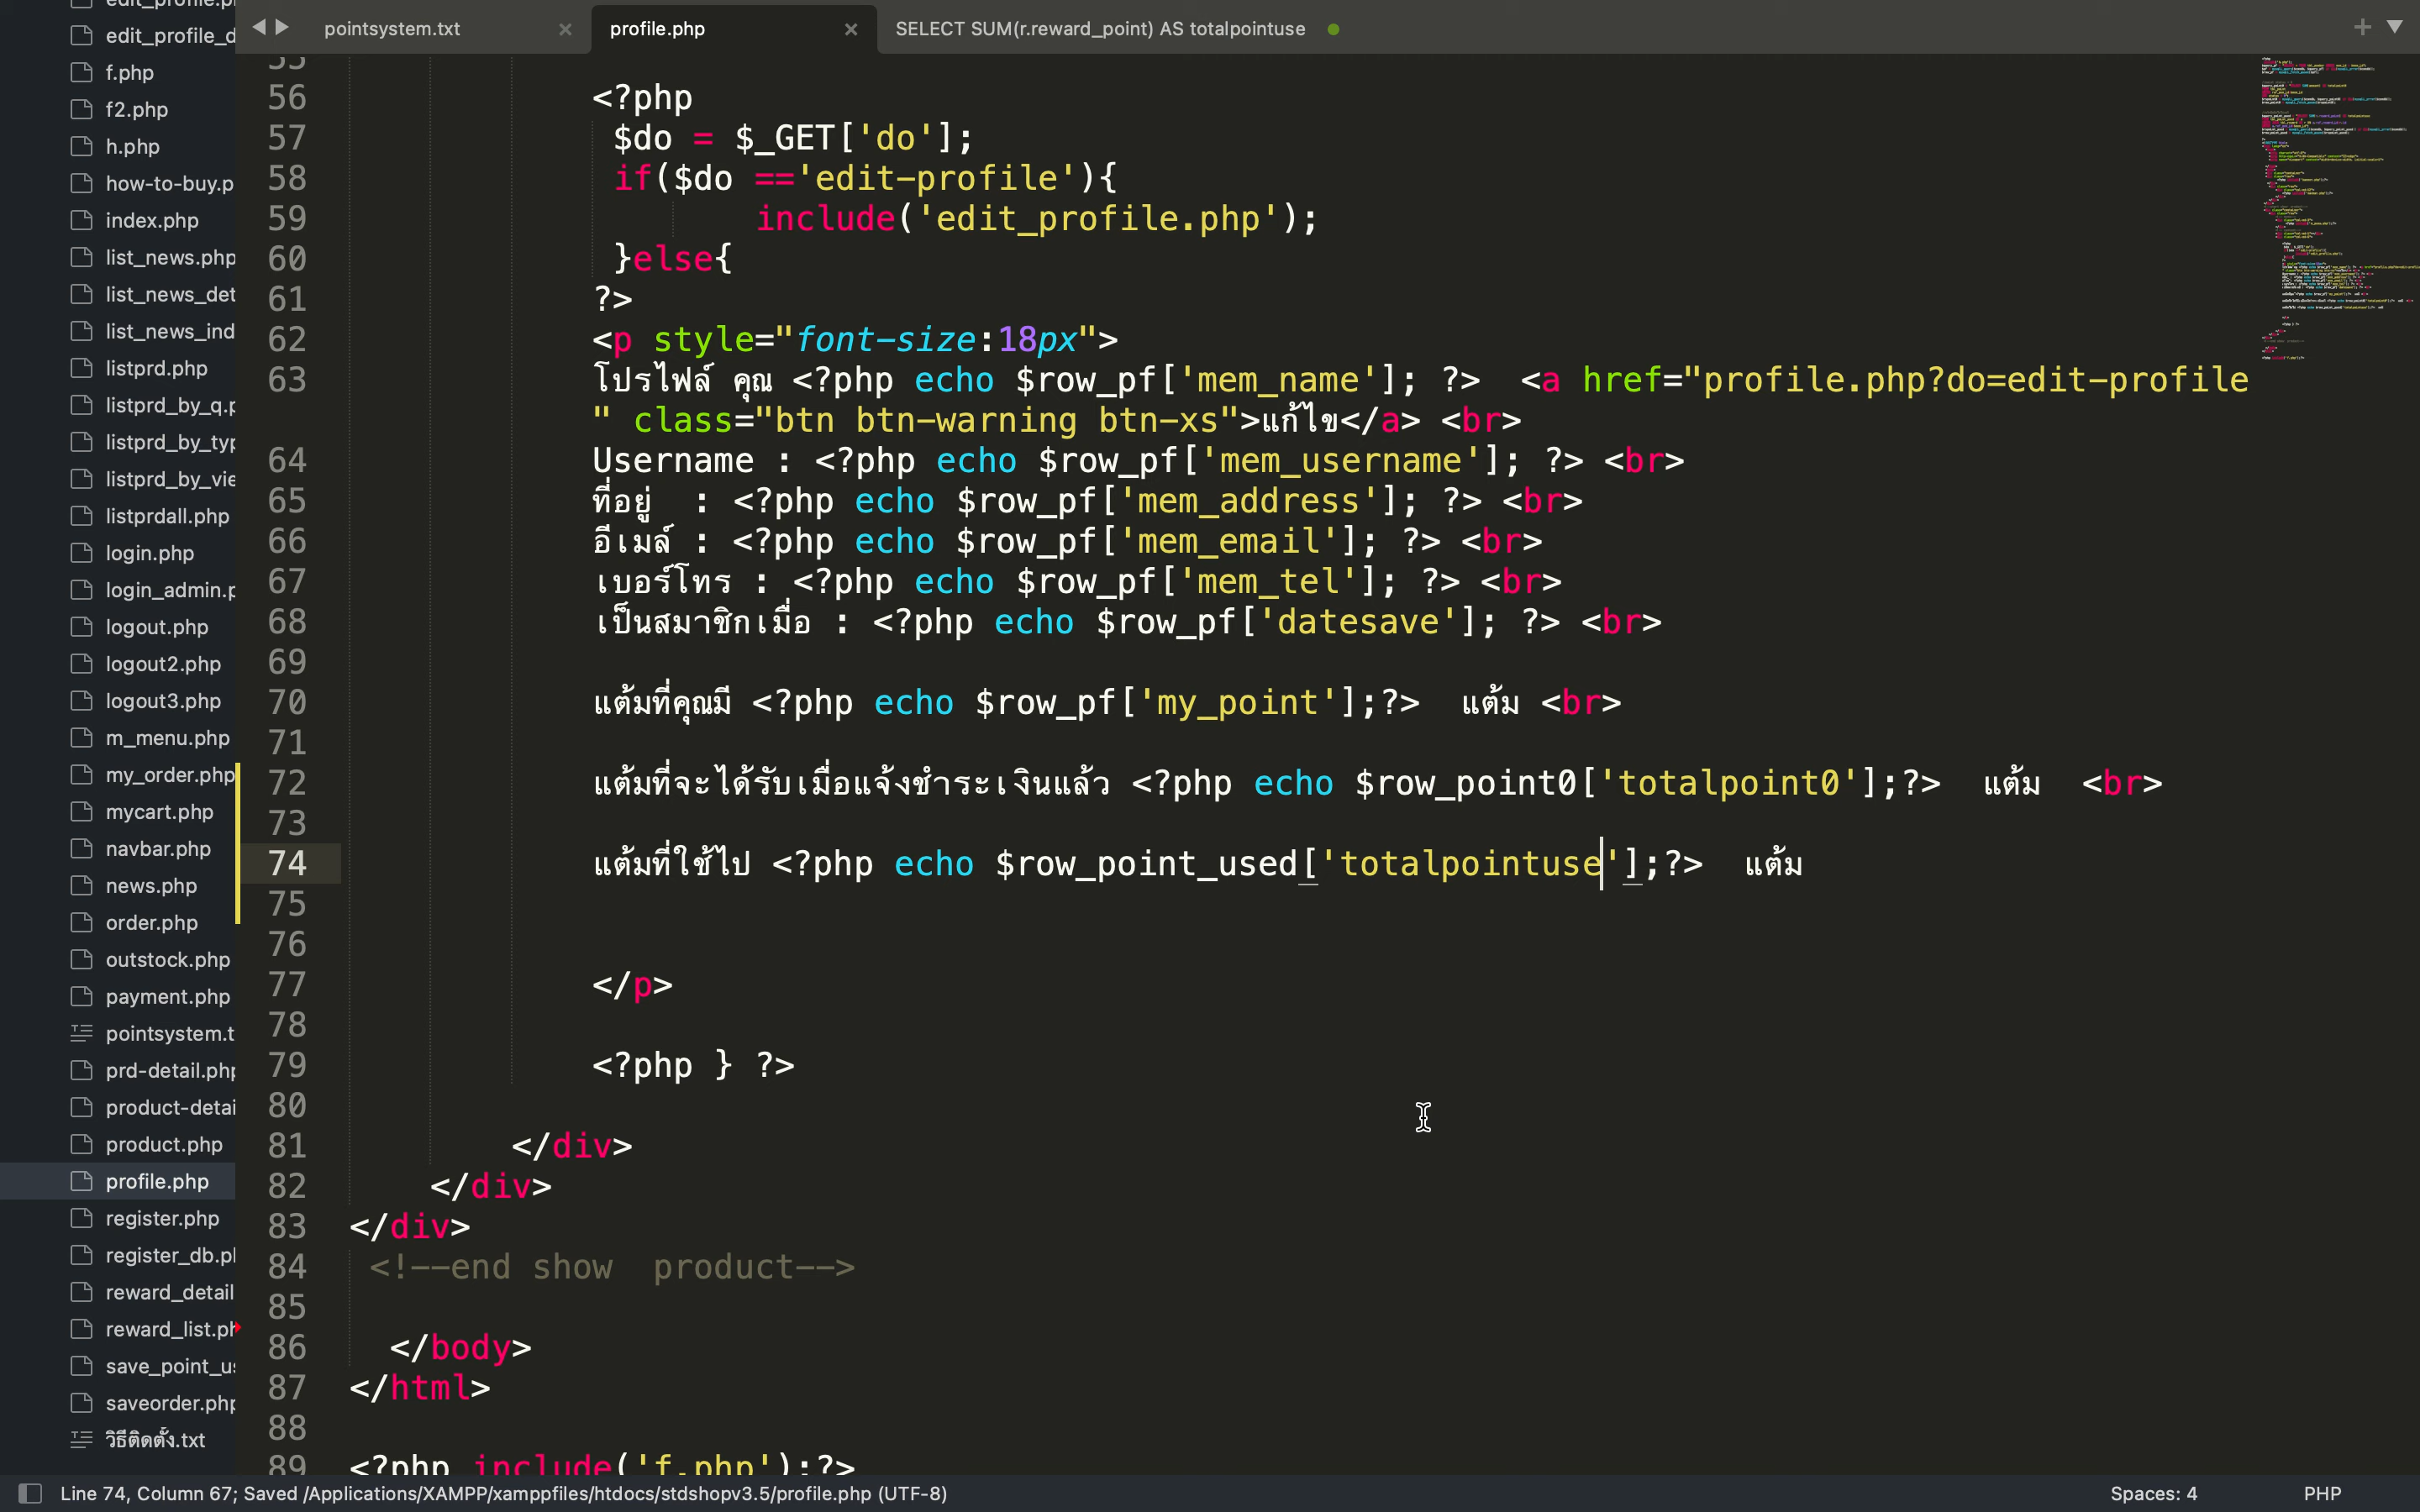 edit_profile_d
f.php
f2.php
h.php
how-to-buy.p
index.php
list_news.php
list_news_det
list_news_ind
listprd.php
listprd_by_q.p
listprd_by_typ
listprd_by_vie
listprdall.php
login.php
login_admin.p
logout.php
logout2.php
logout3.php
m_menu.php
my_order.php
mycart.php
navbar.php
news.php
order.php
outstock.php
payment.php
pointsystem.t
prd-detail.php
product-detai
product.php
profile.php
register.php
register_db.pl
reward_detail
reward_list.ph
save_point_us
saveorder.php
วิธีติดตั้ง.txt
pointsystem.txt
profile.php
SELECT SUM(r.reward_point) AS totalpointuse
55
56 <?php
57 $do = $_GET['do'];
58 if($do =='edit-profile'){
59 include('edit_profile.php');
60 }else{
61 ?>
62 <p style="font-size:18px">
63 โปรไฟล์ คุณ <?php echo $row_pf['mem_name']; ?> <a href="profile.php?do=edit-profile
" class="btn btn-warning btn-xs">แก้ไข</a> <br>
64 Username : <?php echo $row_pf['mem_username']; ?> <br>
65 ที่อยู่ : <?php echo $row_pf['mem_address']; ?> <br>
66 อีเมล์ : <?php echo $row_pf['mem_email']; ?> <br>
67 เบอร์โทร : <?php echo $row_pf['mem_tel']; ?> <br>
68 เป็นสมาชิกเมื่อ : <?php echo $row_pf['datesave']; ?> <br>
69
70 แต้มที่คุณมี <?php echo $row_pf['my_point'];?> แต้ม <br>
71
72 แต้มที่จะได้รับเมื่อแจ้งชำระเงินแล้ว <?php echo $row_point0['totalpoint0'];?> แต้ม <br>
73
74 แต้มที่ใช้ไป <?php echo $row_point_used['totalpointuse'];?> แต้ม
75
76
77 </p>
78
79 <?php } ?>
80
81 </div>
82 </div>
83 </div>
84 <!--end show product-->
85
86 </body>
87 </html>
88
89 <?php include('f.php');?>
Line 74, Column 67; Saved /Applications/XAMPP/xamppfiles/htdocs/stdshopv3.5/profile.php (UTF-8)
Spaces: 4
PHP